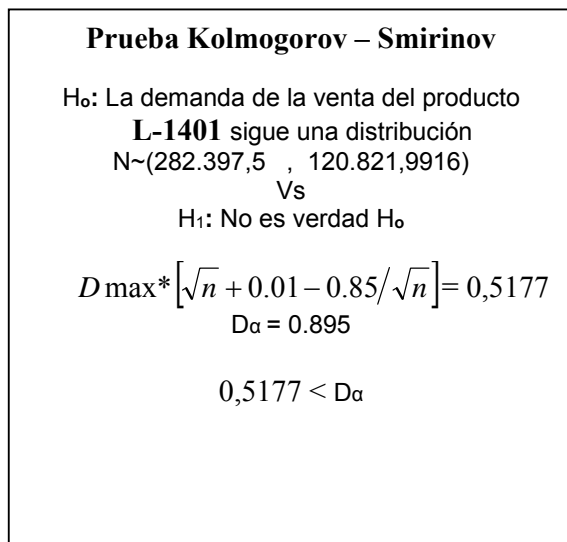 Prueba Kolmogorov – Smirinov
Ho: La demanda de la venta del producto
L-1401 sigue una distribución
N~(282.397,5 , 120.821,9916)
Vs
H1: No es verdad Ho
D max*[√n + 0.01 − 0.85/√n]= 0,5177
Dα = 0.895
0,5177 < Dα